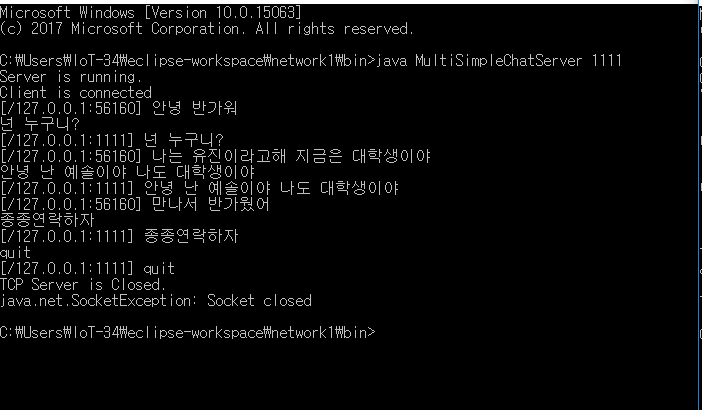 Microsoft Windows [Version 10.0.15063]
(c) 2017 Microsoft Corporation. All rights reserved.
C:₩Users₩IoT-34₩eclipse-workspace₩network1₩bin>java MultiSimpleChatServer 1111
Server is running.
Client is connected
[/127.0.0.1:56160] 안녕 반가워
넌 누구니?
[/127.0.0.1:1111] 넌 누구니?
[/127.0.0.1:56160] 나는 유진이라고해 지금은 대학생이야
안녕 난 예솔이야 나도 대학생이야
[/127.0.0.1:1111] 안녕 난 예솔이야 나도 대학생이야
[/127.0.0.1:56160] 만나서 반가웠어
종종연락하자
[/127.0.0.1:1111] 종종연락하자
quit
[/127.0.0.1:1111] quit
TCP Server is Closed.
java.net.SocketException: Socket closed
C:₩Users₩IoT-34₩eclipse-workspace₩network1₩bin>